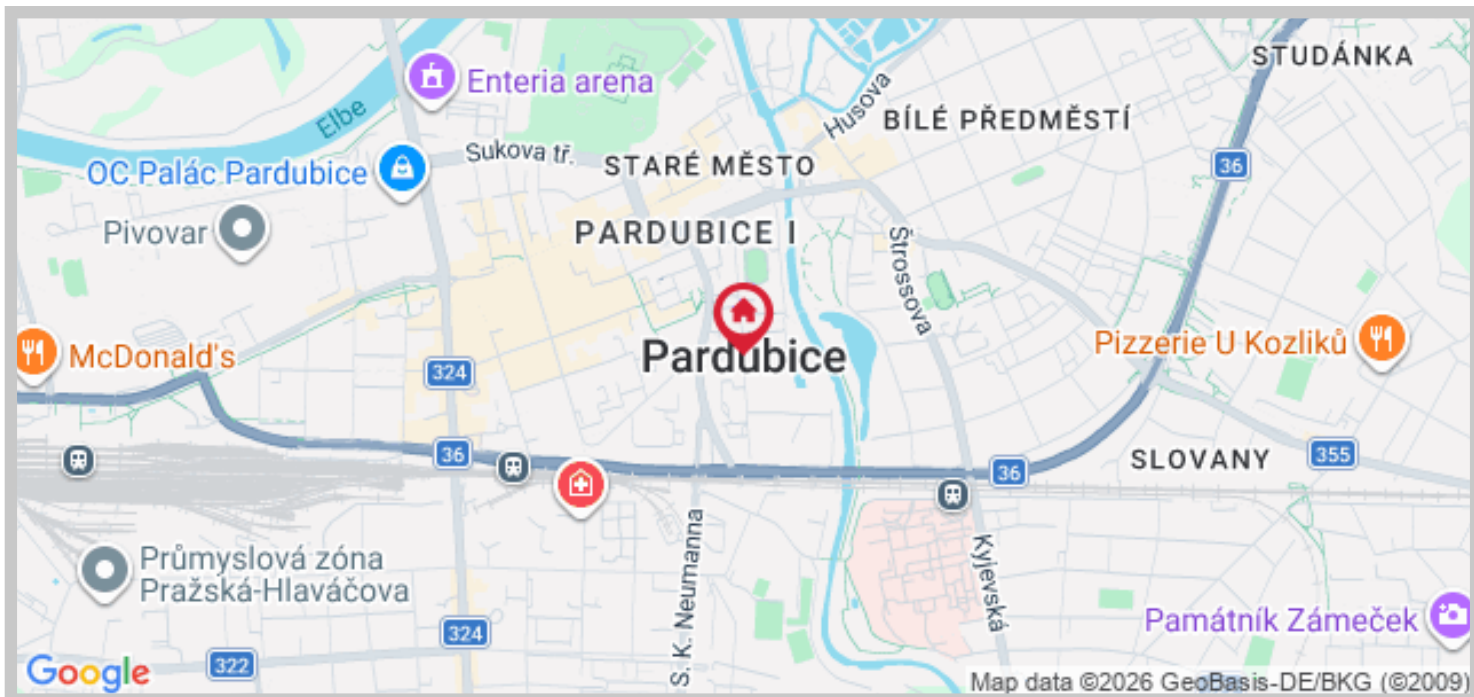 STUDÁNKA
Enteria arena
Elbe
Husova
BÍLÉ PŘEDMĚSTÍ
Sukova tř.
STARÉ MĚSTO
36
OC Palác Pardubice
Pivovar
PARDUBICE I
Štrossova
McDonald's
Pardubice
Pizzerie U Kozlíků
324
36
36
SLOVANY
355
Průmyslová zóna
Pražská-Hlaváčova
S. K. Neumanna
Kyjevská
Památník Zámeček
324
322
Google
Map data ©2026 GeoBasis-DE/BKG (©2009)